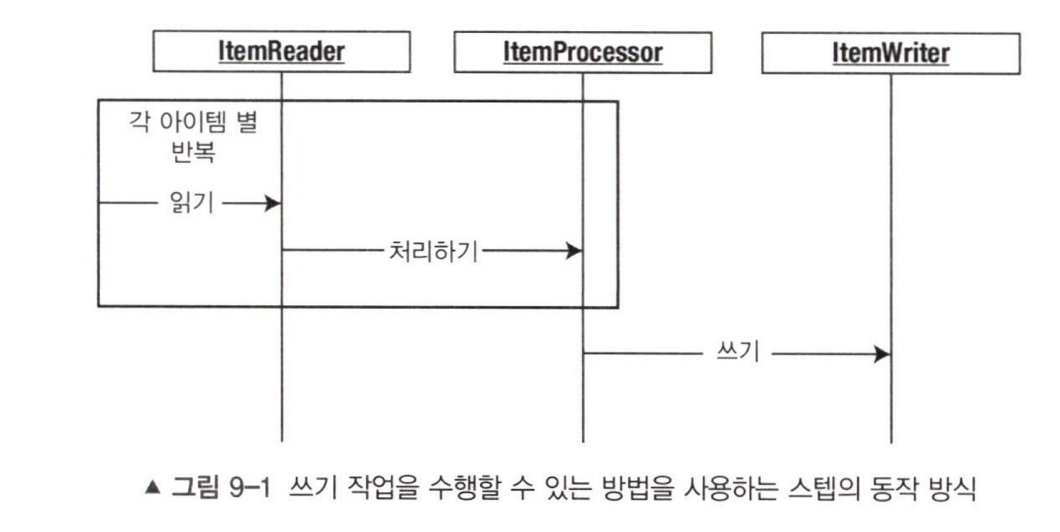 ItemReader
ItemProcessor
ItemWriter
각 아이템 별
반복
읽기
처리하기
쓰기
▲ 그림 9-1 쓰기 작업을 수행할 수 있는 방법을 사용하는 스텝의 동작 방식